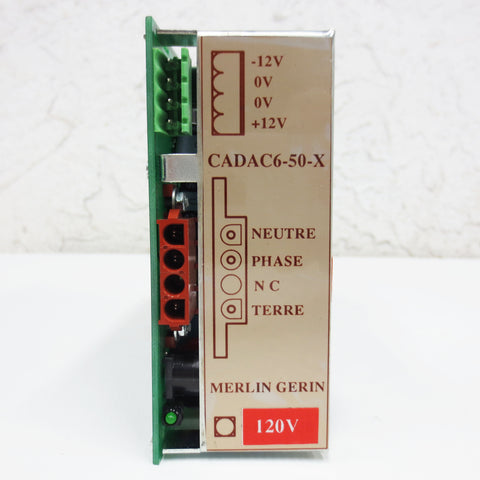 -12V
0V
0V
+12V
CADAC6-50-X
NEUTRE
PHASE
N C
TERRE
MERLIN GERIN
120V